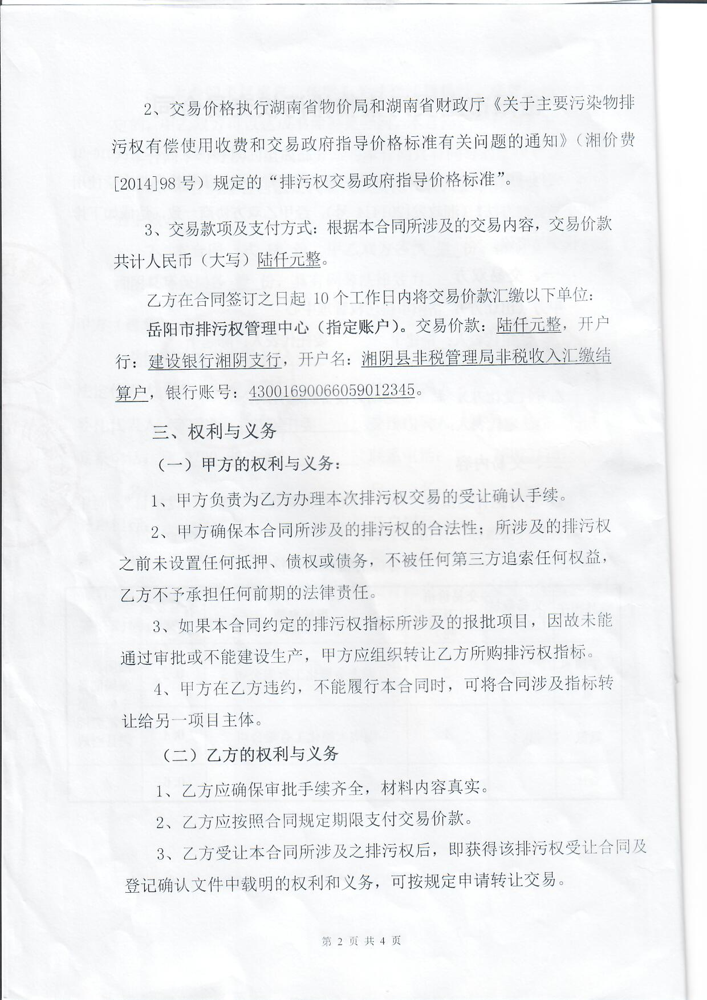 2、交易价格执行湖南省物价局和湖南省财政厅《关于主要污染物排
污权有偿使用收费和交易政府指导价格标准有关问题的通知》（湘价费
[2014]98号）规定的“排污权交易政府指导价格标准”。
3、交易款项及支付方式：根据本合同所涉及的交易内容，交易价款
共计人民币（大写）陆仟元整。
乙方在合同签订之日起 10 个工作日内将交易价款汇缴以下单位：
岳阳市排污权管理中心（指定账户）。交易价款：陆仟元整，开户
行：建设银行湘阴支行，开户名：湘阴县非税管理局非税收入汇缴结
算户，银行账号：43001690066059012345。
三、权利与义务
（一）甲方的权利与义务：
1、甲方负责为乙方办理本次排污权交易的受让确认手续。
2、甲方确保本合同所涉及的排污权的合法性；所涉及的排污权
之前未设置任何抵押、债权或债务，不被任何第三方追索任何权益，
乙方不予承担任何前期的法律责任。
3、如果本合同约定的排污权指标所涉及的报批项目，因故未能
通过审批或不能建设生产，甲方应组织转让乙方所购排污权指标。
4、甲方在乙方违约，不能履行本合同时，可将合同涉及指标转
让给另一项目主体。
（二）乙方的权利与义务
1、乙方应确保审批手续齐全，材料内容真实。
2、乙方应按照合同规定期限支付交易价款。
3、乙方受让本合同所涉及之排污权后，即获得该排污权受让合同及
登记确认文件中载明的权利和义务，可按规定申请转让交易。
第 2 页 共 4 页